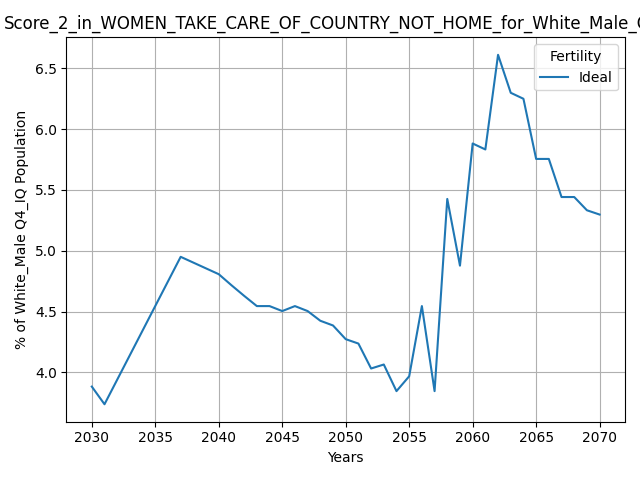 Score_2_in_WOMEN_TAKE_CARE_OF_COUNTRY_NOT_HOME_for_White_Male_
Fertility
Ideal
% of White_Male Q4_IQ Population
6.5
6.0
5.5
5.0
4.5
4.0
2030 2035 2040 2045 2050 2055 2060 2065 2070
Years